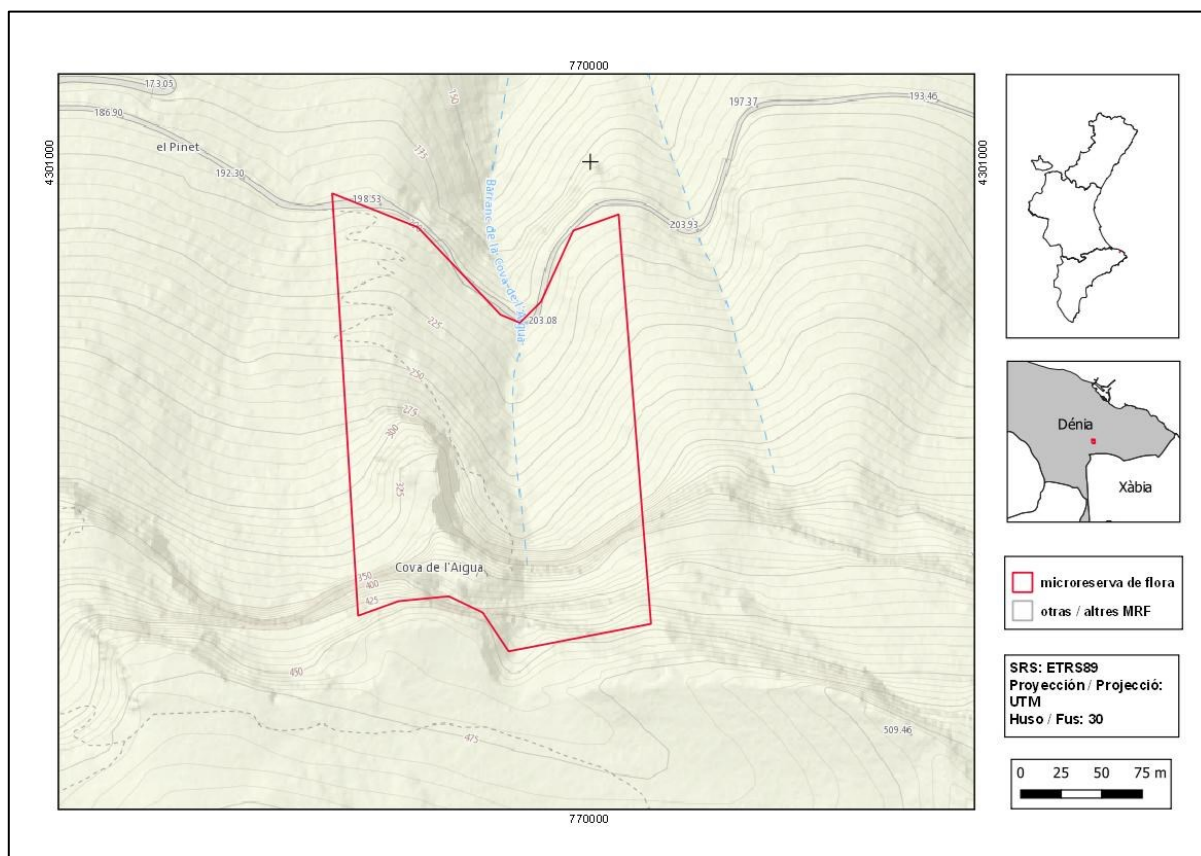 770000
173.05
150
197.37
193.46
186.90
el Pinet
175
4301000
4301000
192.30
198.53
Barranc de la Cova de l'Aigua
203.93
203.08
225
250
275
300
325
Cova de l'Aigua
350
400
425
450
475
509.46
770000
Dénia
Xàbia
microreserva de flora
otras / altres MRF
SRS: ETRS89
Proyección / Projecció:
UTM
Huso / Fus: 30
0 25 50 75 m